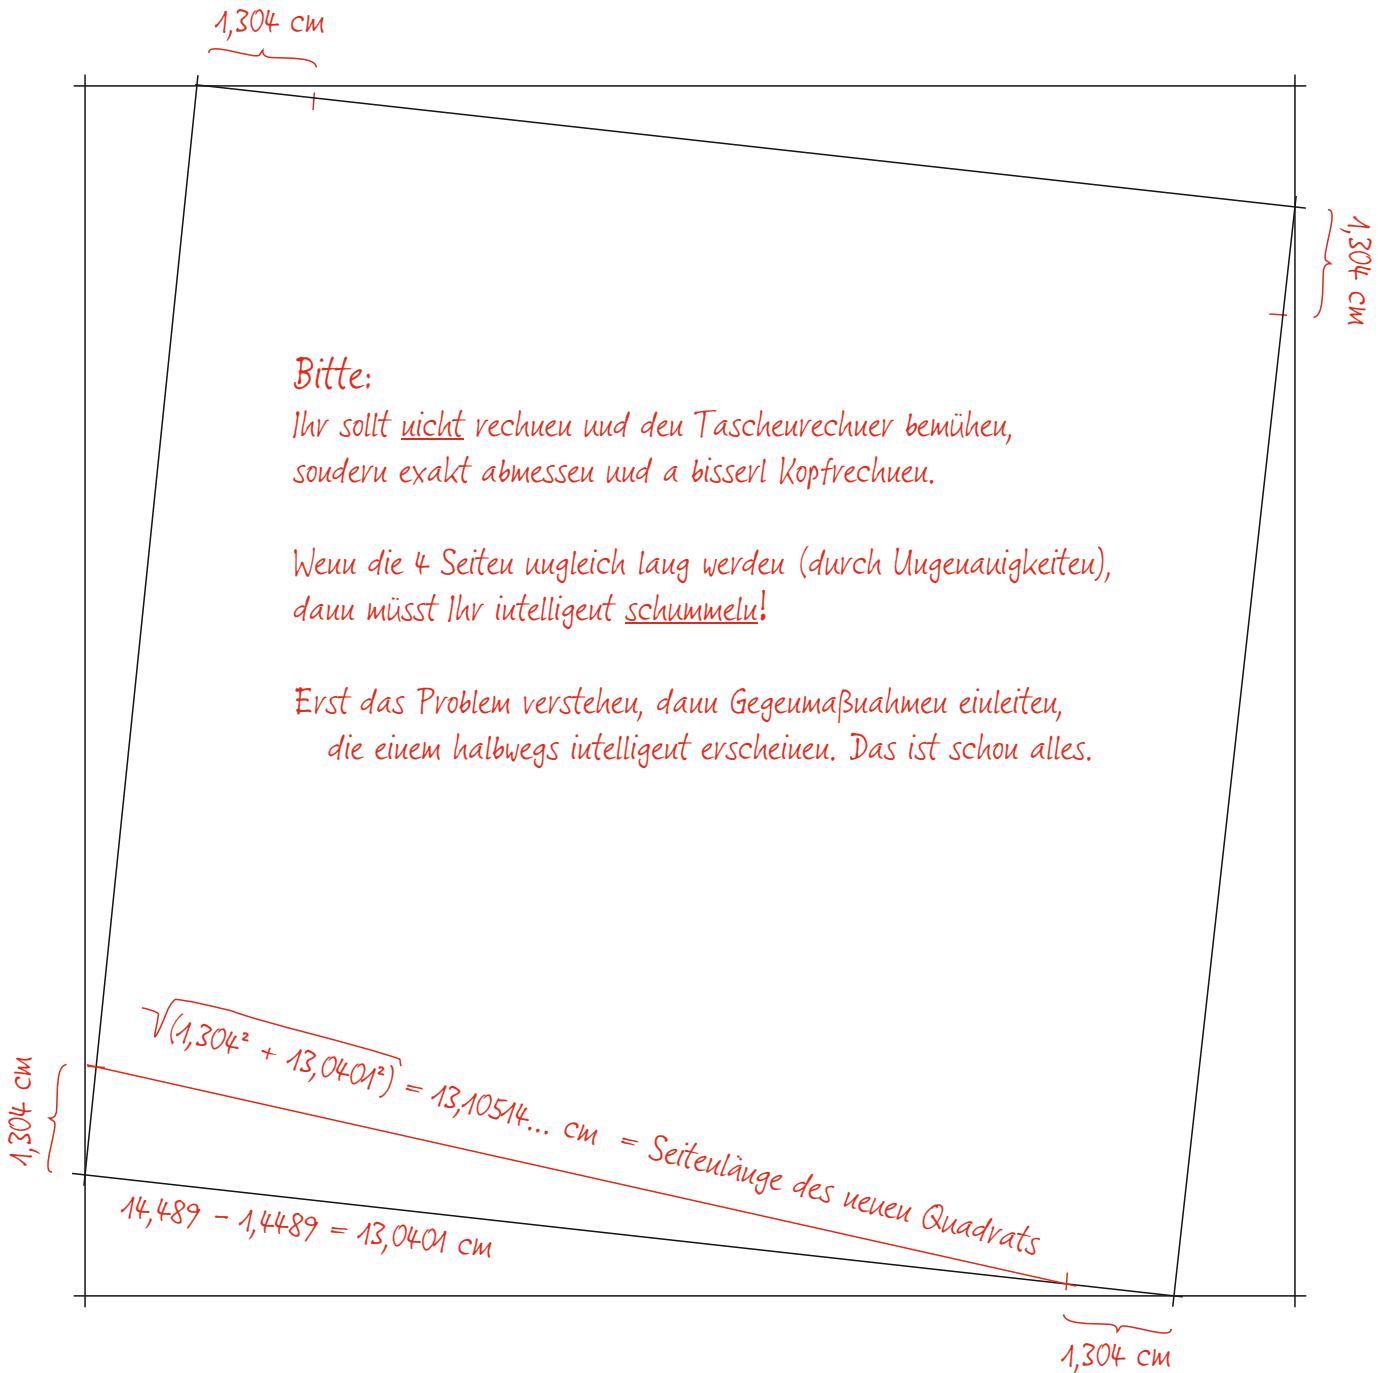 1,304 cm
1,304 cm
Bitte:
Ihr sollt nicht rechnen und den Taschenrechner bemühen,
sondern exakt abmessen und a bisserl Kopfrechnen.
Wenn die 4 Seiten ungleich lang werden (durch Ungenauigkeiten),
dann müsst Ihr intelligent schummeln!
Erst das Problem verstehen, dann Gegenmaßnahmen einleiten,
die einem halbwegs intelligent erscheinen. Das ist schon alles.
√(1,304² + 13,0401²) = 13,10514... cm = Seitenlänge des neuen Quadrats
1,304 cm
14,489 - 1,4489 = 13,0401 cm
1,304 cm